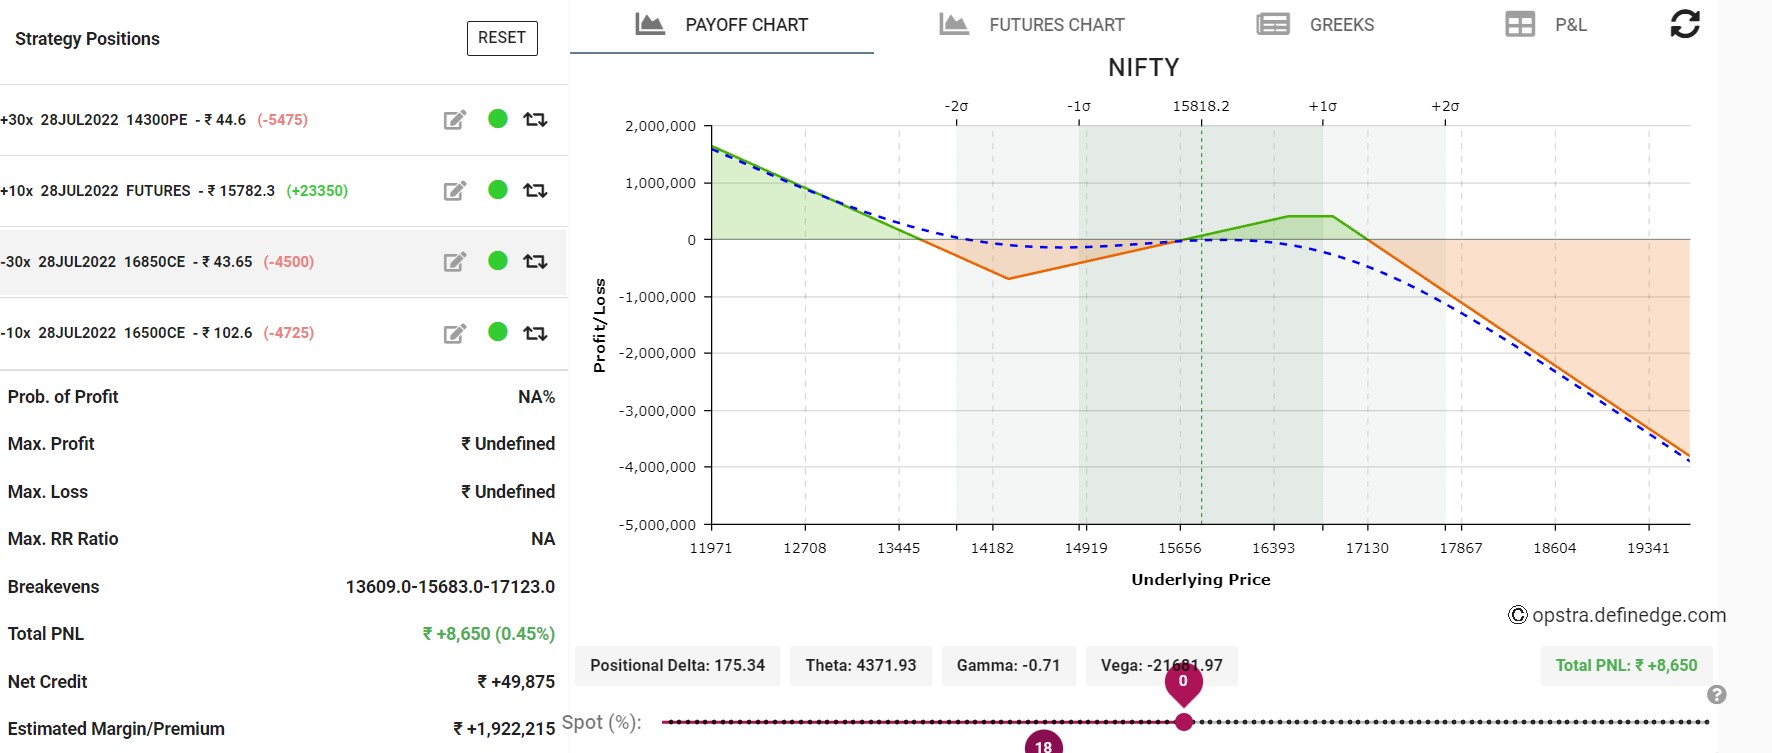 Strategy Positions
RESET
+30x 28JUL2022 14300PE - ₹ 44.6 (-5475)
+10x 28JUL2022 FUTURES - ₹ 15782.3 (+23350)
-30x 28JUL2022 16850CE - ₹ 43.65 (-4500)
-10x 28JUL2022 16500CE - ₹ 102.6 (-4725)
Prob. of Profit NA%
Max. Profit ₹ Undefined
Max. Loss ₹ Undefined
Max. RR Ratio NA
Breakevens 13609.0-15683.0-17123.0
Total PNL ₹ +8,650 (0.45%)
Net Credit ₹ +49,875
Estimated Margin/Premium ₹ +1,922,215
PAYOFF CHART FUTURES CHART GREEKS P&L
NIFTY
-2σ -1σ 15818.2 +1σ +2σ
2,000,000
1,000,000
0
-1,000,000
-2,000,000
-3,000,000
-4,000,000
-5,000,000
Profit/Loss
11971 12708 13445 14182 14919 15656 16393 17130 17867 18604 19341
Underlying Price
© opstra.definedge.com
Positional Delta: 175.34 Theta: 4371.93 Gamma: -0.71 Vega: -21681.97 Total PNL: ₹ +8,650
0
?
Spot (%):
18